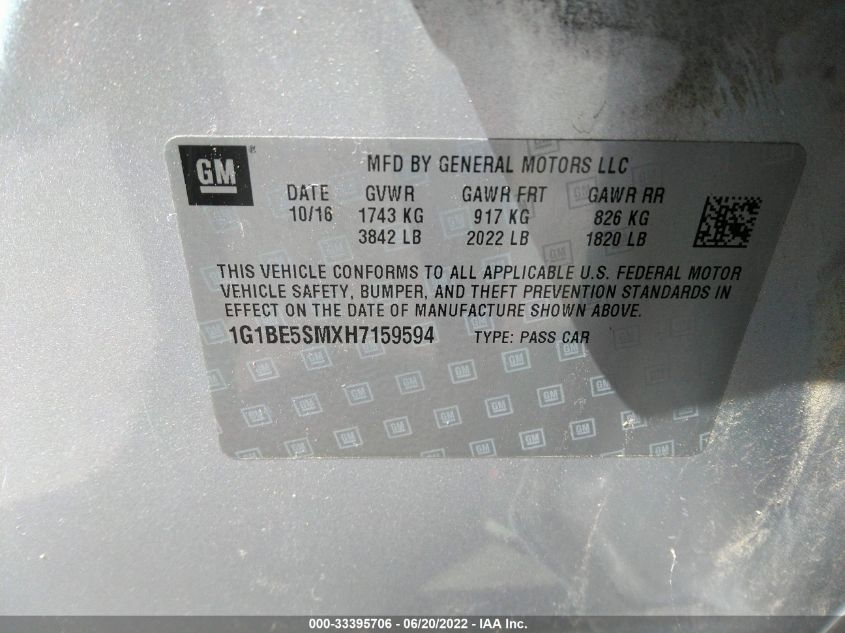 GM®
MFD BY GENERAL MOTORS LLC
DATE GVWR GAWR FRT GAWR RR
10/16 1743 KG 917 KG 826 KG
3842 LB 2022 LB 1820 LB
THIS VEHICLE CONFORMS TO ALL APPLICABLE U.S. FEDERAL MOTOR
VEHICLE SAFETY, BUMPER, AND THEFT PREVENTION STANDARDS IN
EFFECT ON THE DATE OF MANUFACTURE SHOWN ABOVE.
1G1BE5SMXH7159594 TYPE: PASS CAR
000-33395706 - 06/20/2022 - IAA Inc.